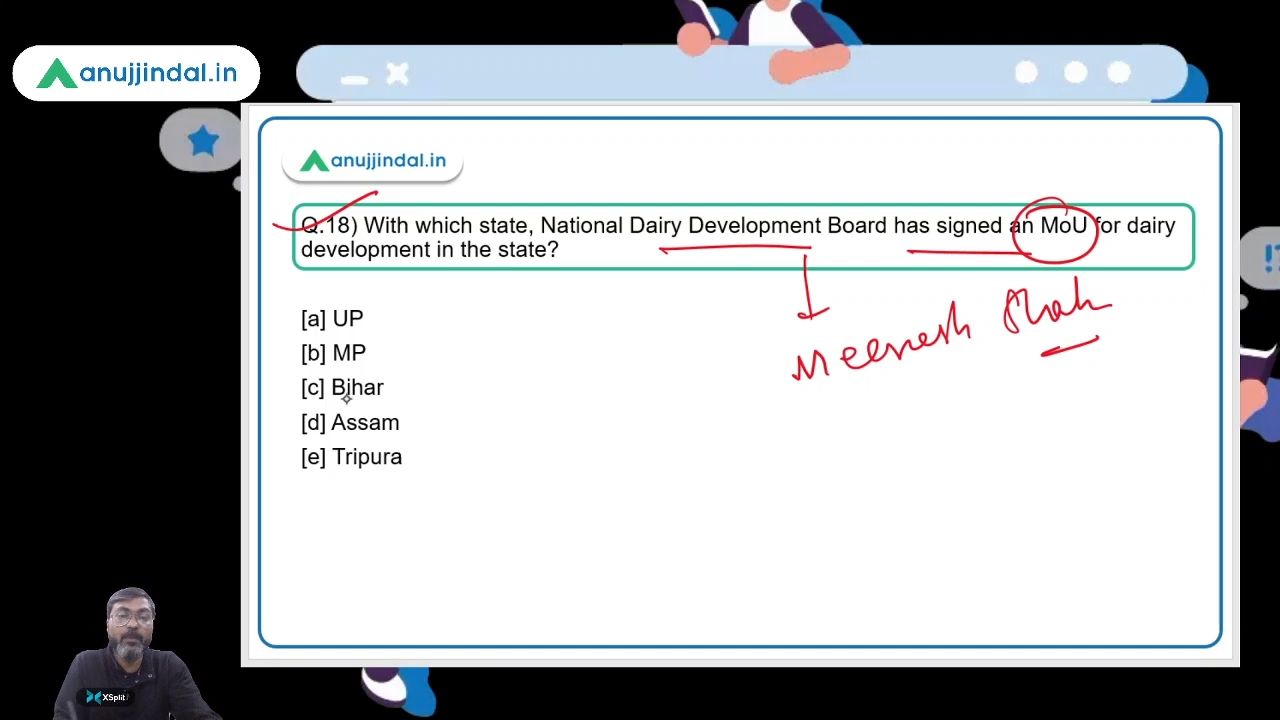 anujjindal.in
anujjindal.in
Q.18) With which state, National Dairy Development Board has signed an MoU for dairy
development in the state?
Meenesh Shah
[a] UP
[b] MP
[c] Bihar
[d] Assam
[e] Tripura
XSplit